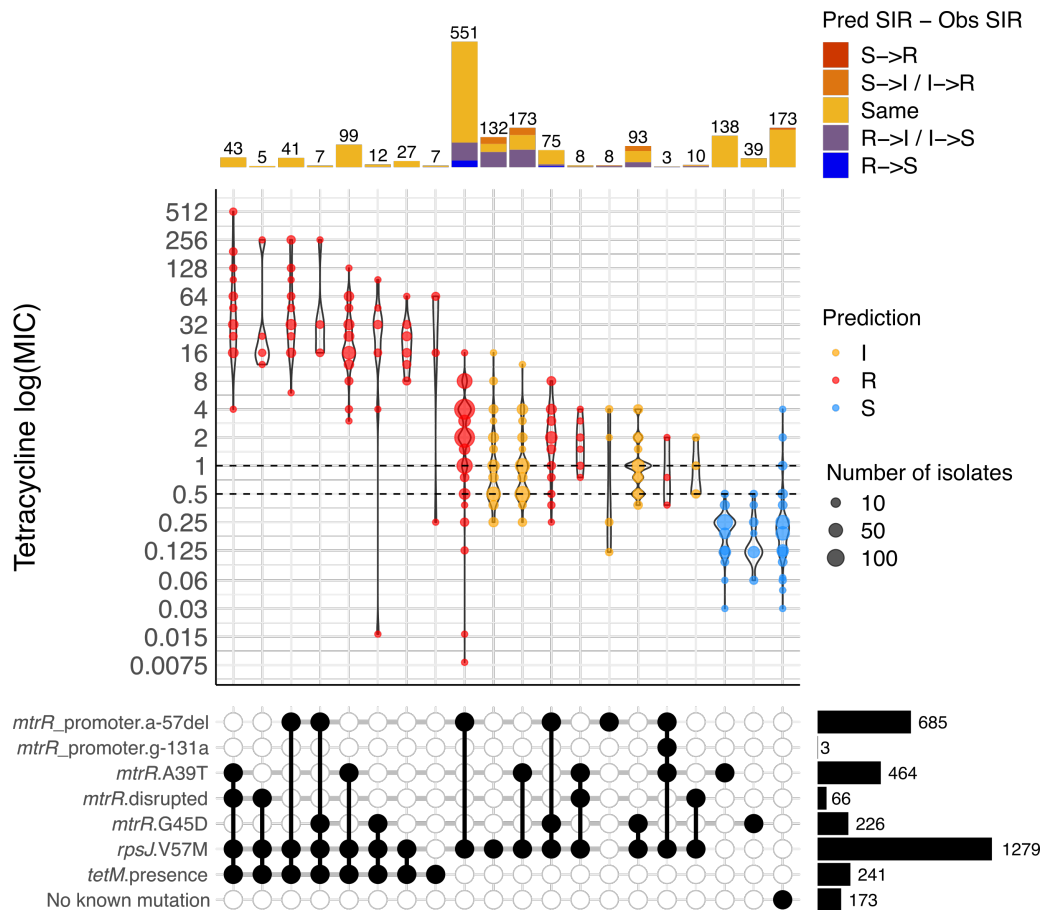 Pred SIR – Obs SIR
S–>R
S–>I / I–>R
Same
R–>I / I–>S
R–>S
43 5 41 7 99 12 27 7 551 132 173 75 8 8 93 3 10 138 39 173
Tetracycline log(MIC)
512
256
128
64
32
16
8
4
2
1
0.5
0.25
0.125
0.06
0.03
0.015
0.0075
Prediction
I
R
S
Number of isolates
10
50
100
mtrR_promoter.a-57del 685
mtrR_promoter.g-131a 3
mtrR.A39T 464
mtrR.disrupted 66
mtrR.G45D 226
rpsJ.V57M 1279
tetM.presence 241
No known mutation 173